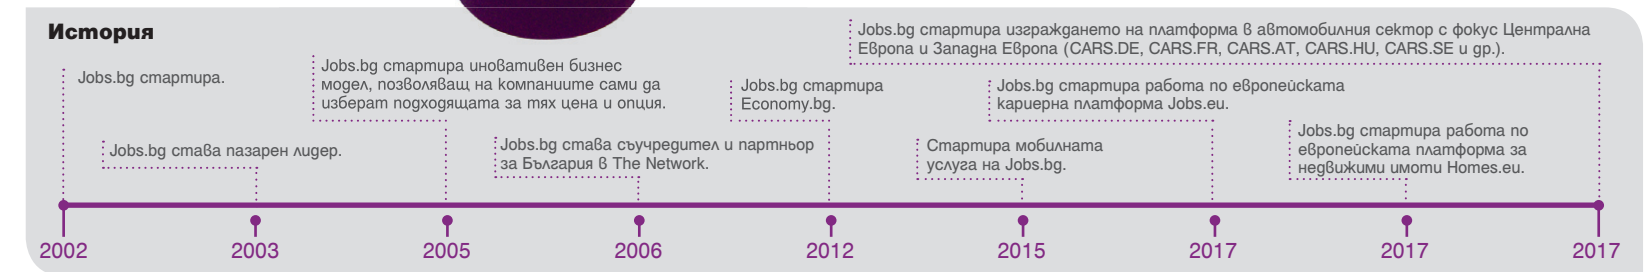 История
Jobs.bg стартира.
Jobs.bg става пазарен лидер.
Jobs.bg стартира иновативен бизнес
модел, позволяващ на компаниите сами да
изберат подходящата за тях цена и опция.
Jobs.bg става съучредител и партньор
за България в The Network.
Jobs.bg стартира
Economy.bg.
Стартира мобилната
услуга на Jobs.bg.
Jobs.bg стартира работа по европейската
кариерна платформа Jobs.eu.
Jobs.bg стартира работа по
европейската платформа за
недвижими имоти Homes.eu.
Jobs.bg стартира изграждането на платформа в автомобилния сектор с фокус Централна
Европа и Западна Европа (CARS.DE, CARS.FR, CARS.AT, CARS.HU, CARS.SE и др.).
2002 2003 2005 2006 2012 2015 2017 2017 2017